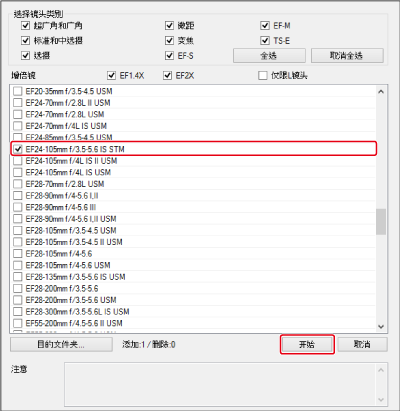 选择镜头类别
超广角和广角 微距 EF-M
标准和中远摄 变焦 TS-E
远摄 EF-S 全选 取消全选
增倍镜 EF1.4X EF2X 仅限L镜头
EF20-35mm f/3.5-4.5 USM
EF24-70mm f/2.8L II USM
EF24-70mm f/2.8L USM
EF24-70mm f/4L IS USM
EF24-85mm f/3.5-4.5 USM
EF24-105mm f/3.5-5.6 IS STM
EF24-105mm f/4L IS II USM
EF24-105mm f/4L IS USM
EF28-70mm f/2.8L USM
EF28-90mm f/4-5.6 I,II
EF28-90mm f/4-5.6 III
EF28-90mm f/4-5.6 I,II USM
EF28-105mm f/3.5-4.5 USM
EF28-105mm f/3.5-4.5 II USM
EF28-105mm f/4-5.6
EF28-105mm f/4-5.6 USM
EF28-135mm f/3.5-5.6 IS USM
EF28-200mm f/3.5-5.6
EF28-200mm f/3.5-5.6 USM
EF28-300mm f/3.5-5.6L IS USM
EF55-200mm f/4.5-5.6 II USM
目的文件夹... 添加:1 / 删除:0 开始 取消
注意